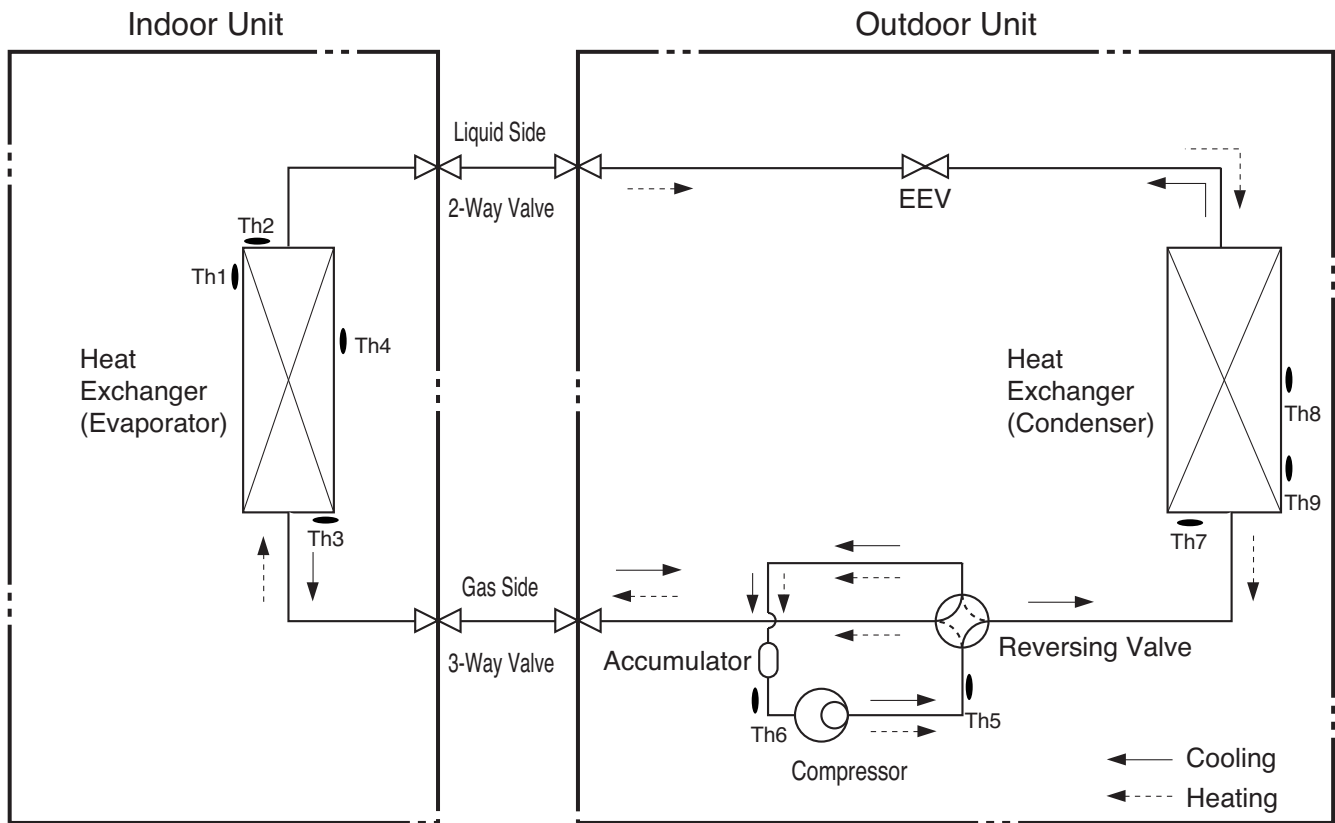 Indoor Unit
Outdoor Unit
Liquid Side
2-Way Valve
EEV
Th2
Th1
Th4
Heat
Exchanger
(Evaporator)
Heat
Exchanger
(Condenser)
Th8
Th9
Th3
Th7
Gas Side
3-Way Valve
Accumulator
Reversing Valve
Th6
Th5
Compressor
Cooling
Heating